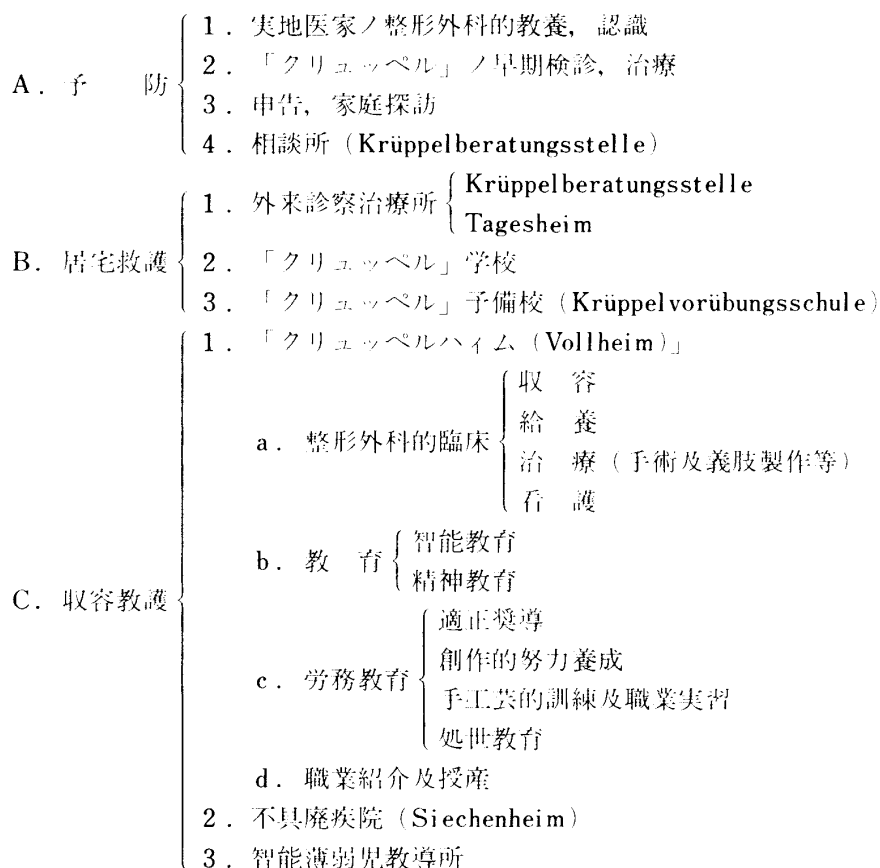 1. 実地医家ノ整形外科的教養，認識
2. 「クリュッペル」ノ早期検診，治療
A. 予 防
3. 申告，家庭探訪
4. 相談所（Krüppelberatungsstelle）
1. 外来診察治療所 Krüppelberatungsstelle
Tagesheim
B. 居宅救護
2. 「クリュッペル」学校
3. 「クリュッペル」予備校（Krüppelvorübungsschule）
1. 「クリュッペルハイム（Vollheim）」
収 容
a. 整形外科的臨床
給 養
治 療（手術及義肢製作等）
看 護
b. 教 育
智能教育
精神教育
C. 収容教護
適正奨導
c. 労務教育
創作的努力養成
手工芸的訓練及職業実習
処世教育
d. 職業紹介及授産
2. 不具廃疾院（Siechenheim）
3. 智能薄弱児教導所